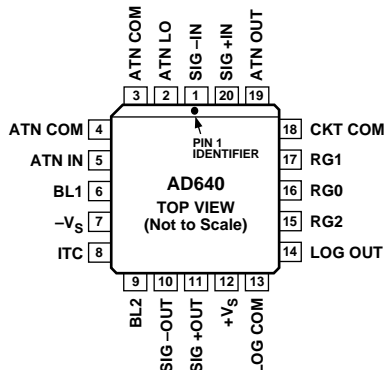 ATN COM
ATN LO
SIG –IN
SIG +IN
ATN OUT
3 2 1 20 19
ATN COM 4
ATN IN 5
BL1 6
–VS 7
ITC 8
PIN 1
IDENTIFIER
AD640
TOP VIEW
(Not to Scale)
18 CKT COM
17 RG1
16 RG0
15 RG2
14 LOG OUT
9 10 11 12 13
BL2
SIG –OUT
SIG +OUT
+VS
LOG COM